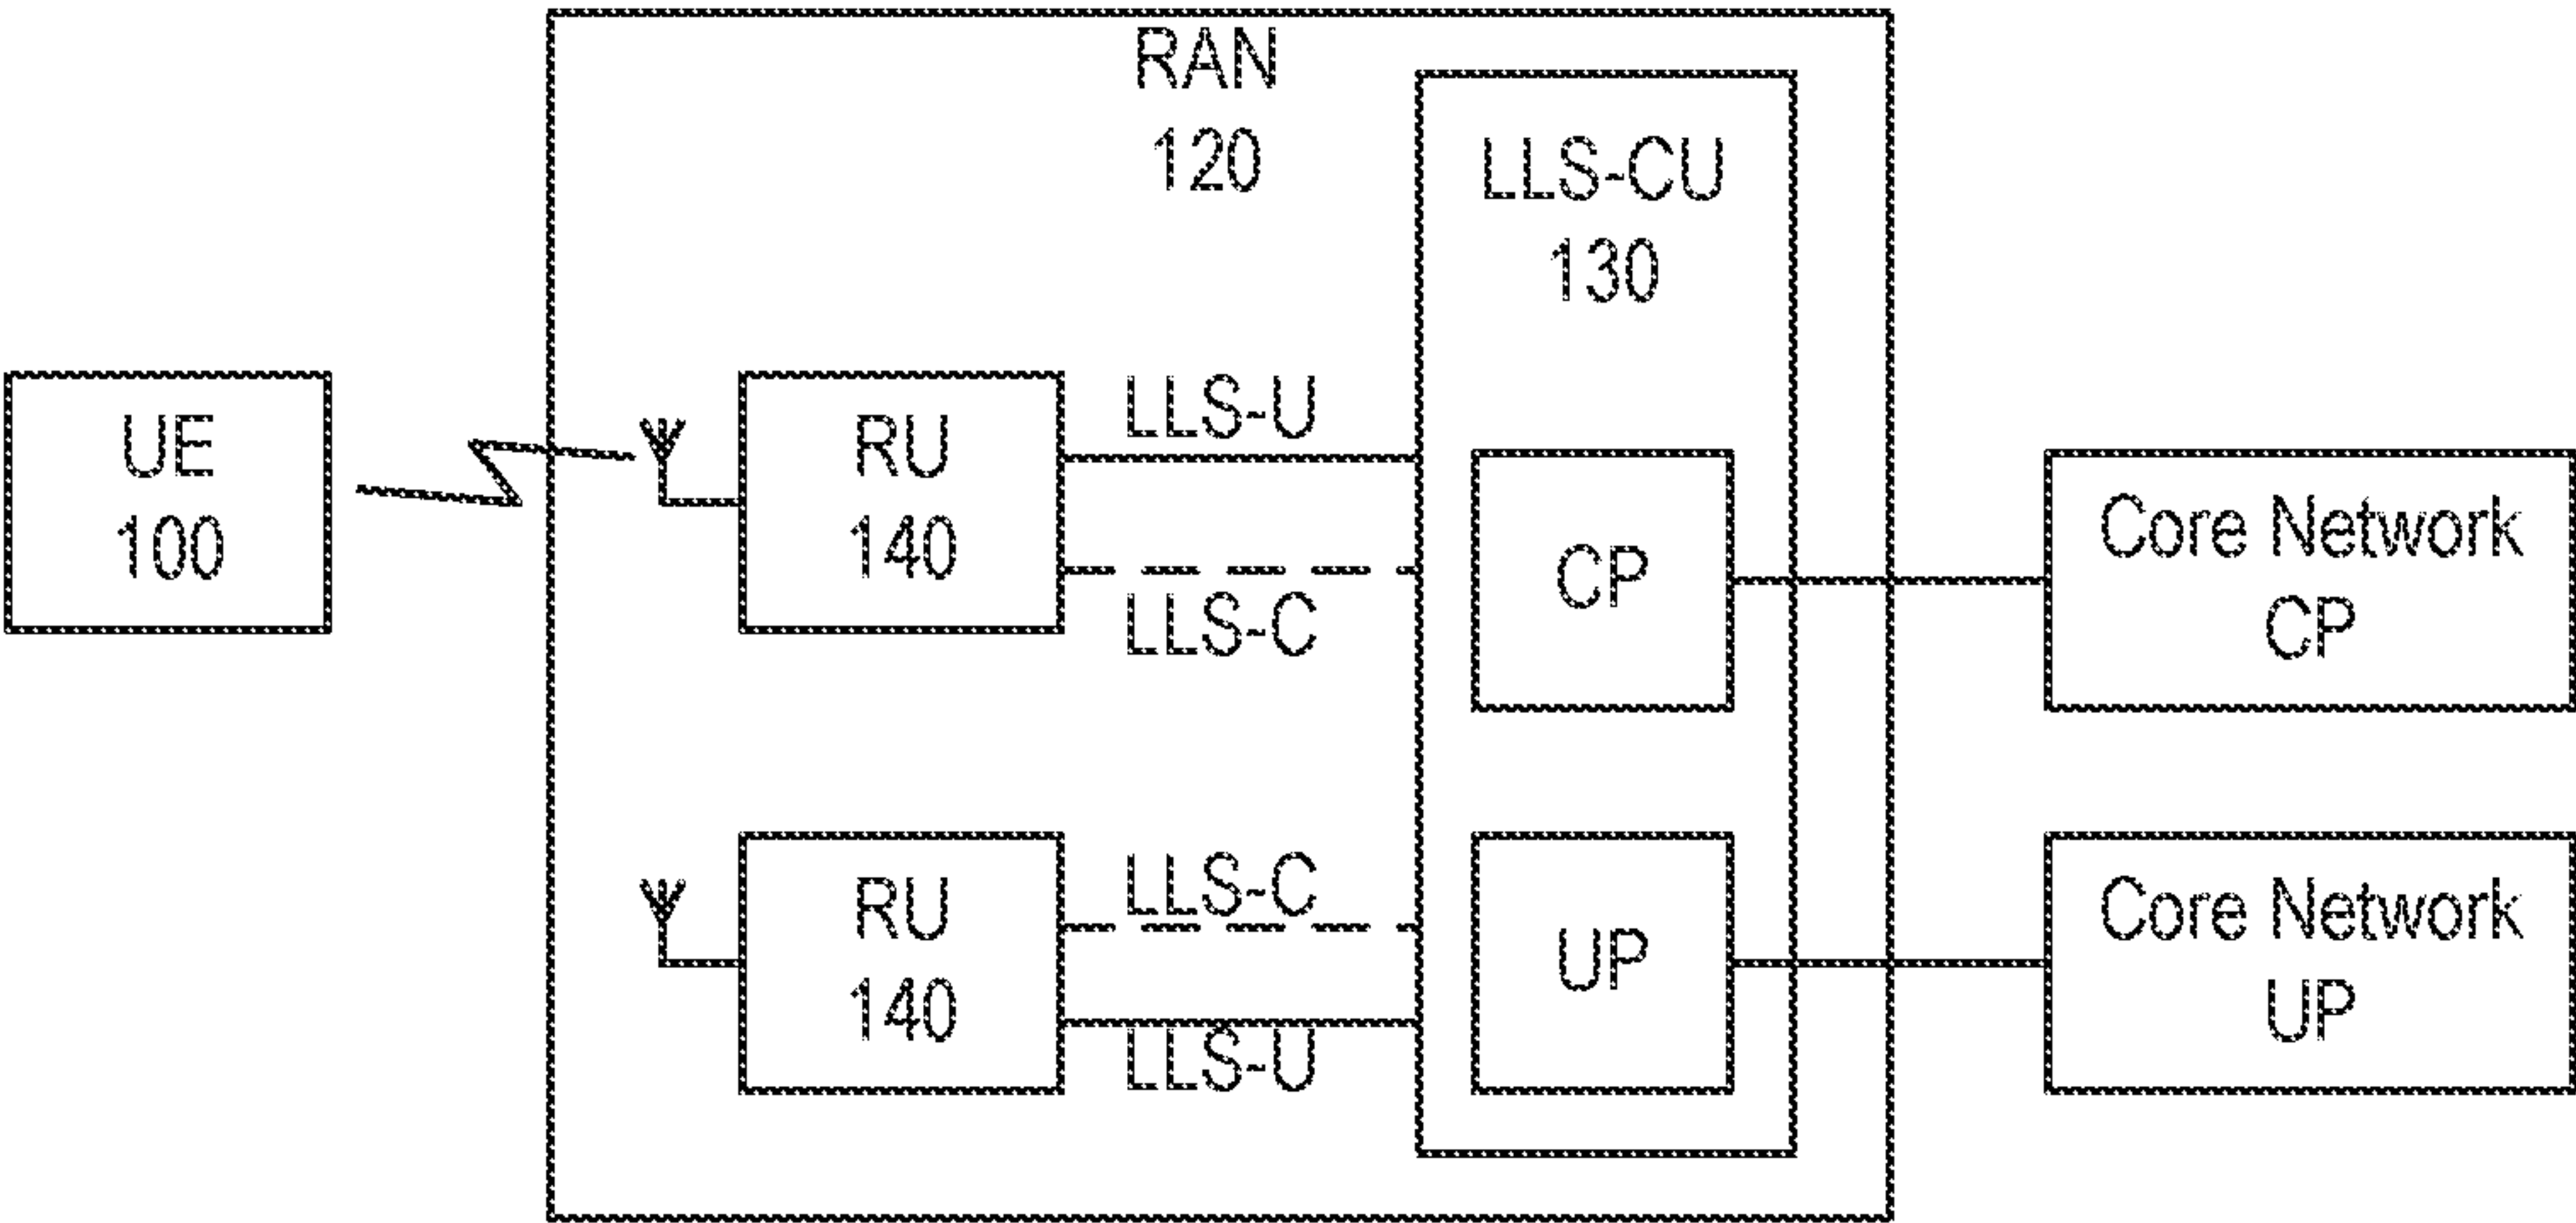 RAN
120
LLS-CU
130
UE
100
RU
140
LLS-U
LLS-C
CP
Core Network
CP
RU
140
LLS-C
LLS-U
UP
Core Network
UP